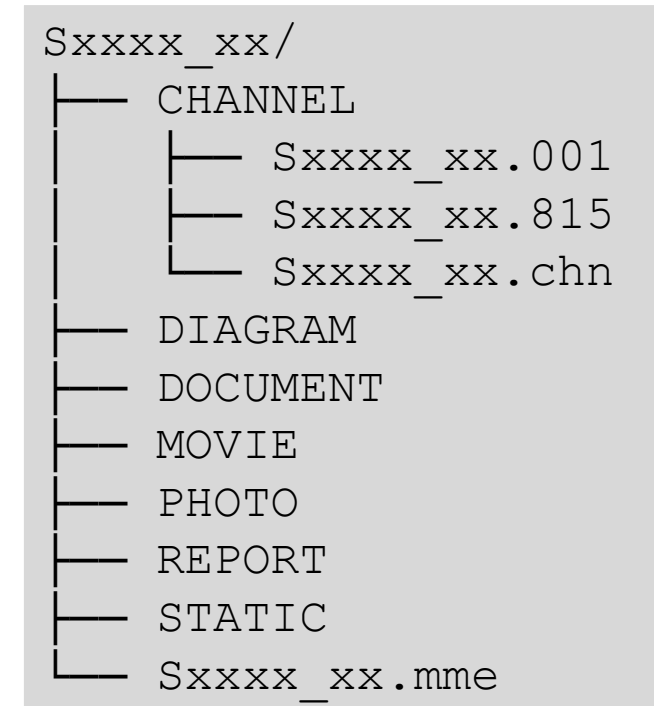 Sxxxx_xx/
├── CHANNEL
│   ├── Sxxxx_xx.001
│   ├── Sxxxx_xx.815
│   └── Sxxxx_xx.chn
├── DIAGRAM
├── DOCUMENT
├── MOVIE
├── PHOTO
├── REPORT
├── STATIC
└── Sxxxx_xx.mme